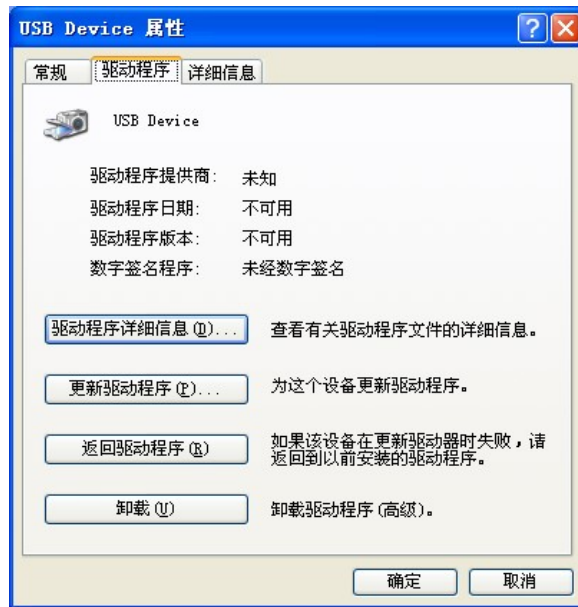 USB Device 属性
常规 驱动程序 详细信息
USB Device
驱动程序提供商: 未知
驱动程序日期: 不可用
驱动程序版本: 不可用
数字签名程序: 未经数字签名
驱动程序详细信息(D)... 查看有关驱动程序文件的详细信息。
更新驱动程序(P)... 为这个设备更新驱动程序。
返回驱动程序(R) 如果该设备在更新驱动器时失败，请
返回到以前安装的驱动程序。
卸载(U) 卸载驱动程序(高级)。
确定 取消